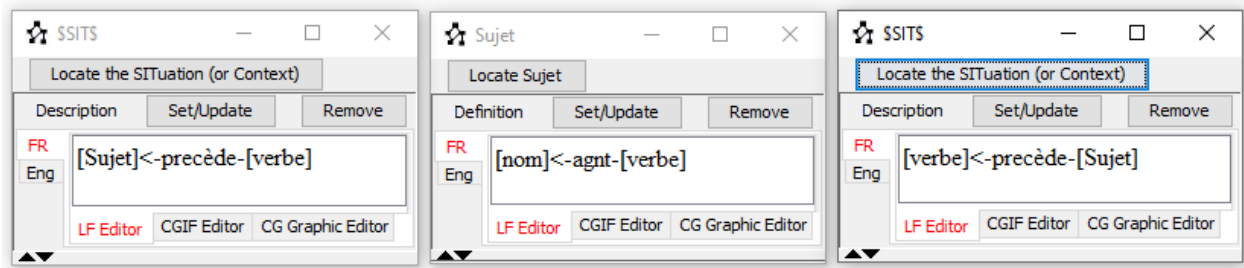 $SIT$
Locate the SITuation (or Context)
Description Set/Update Remove
FR
Eng
[Sujet]<-precède-[verbe]
LF Editor CGIF Editor CG Graphic Editor
Sujet
Locate Sujet
Definition Set/Update Remove
FR
Eng
[nom]<-agnt-[verbe]
LF Editor CGIF Editor CG Graphic Editor
$SIT$
Locate the SITuation (or Context)
Description Set/Update Remove
FR
Eng
[verbe]<-precède-[Sujet]
LF Editor CGIF Editor CG Graphic Editor